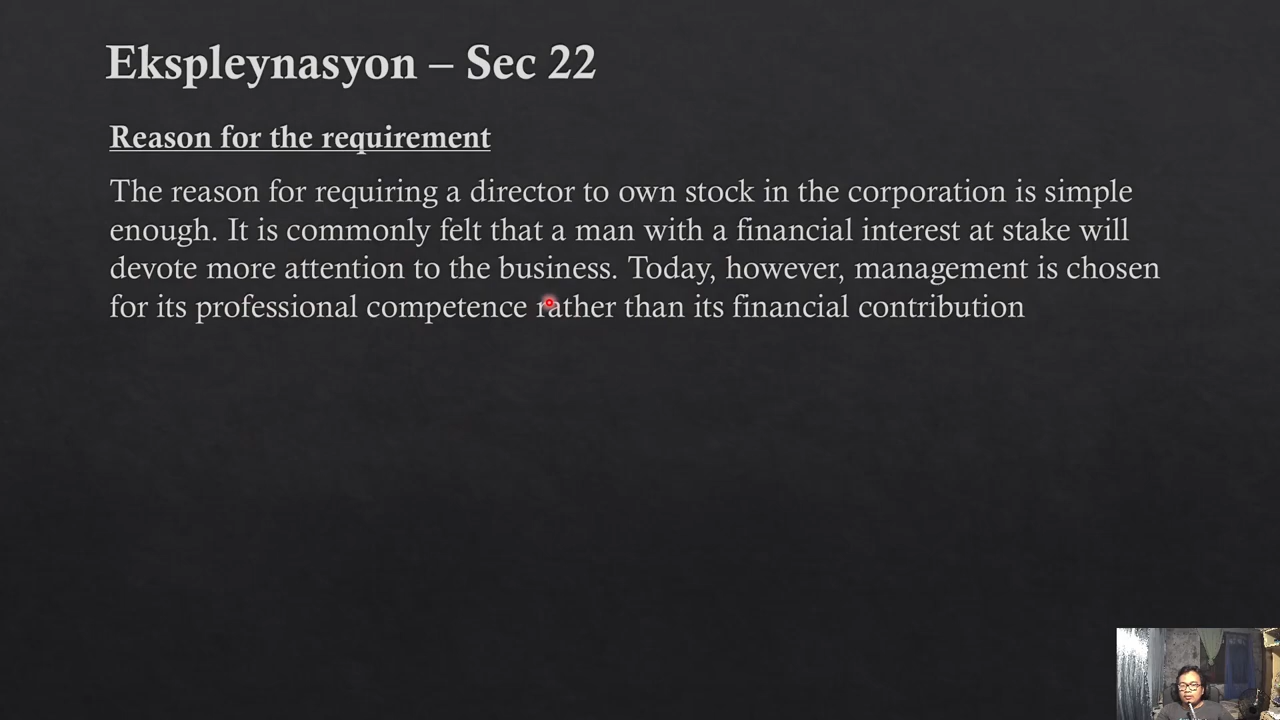 Ekspleynasyon – Sec 22
Reason for the requirement
The reason for requiring a director to own stock in the corporation is simple
enough. It is commonly felt that a man with a financial interest at stake will
devote more attention to the business. Today, however, management is chosen
for its professional competence rather than its financial contribution